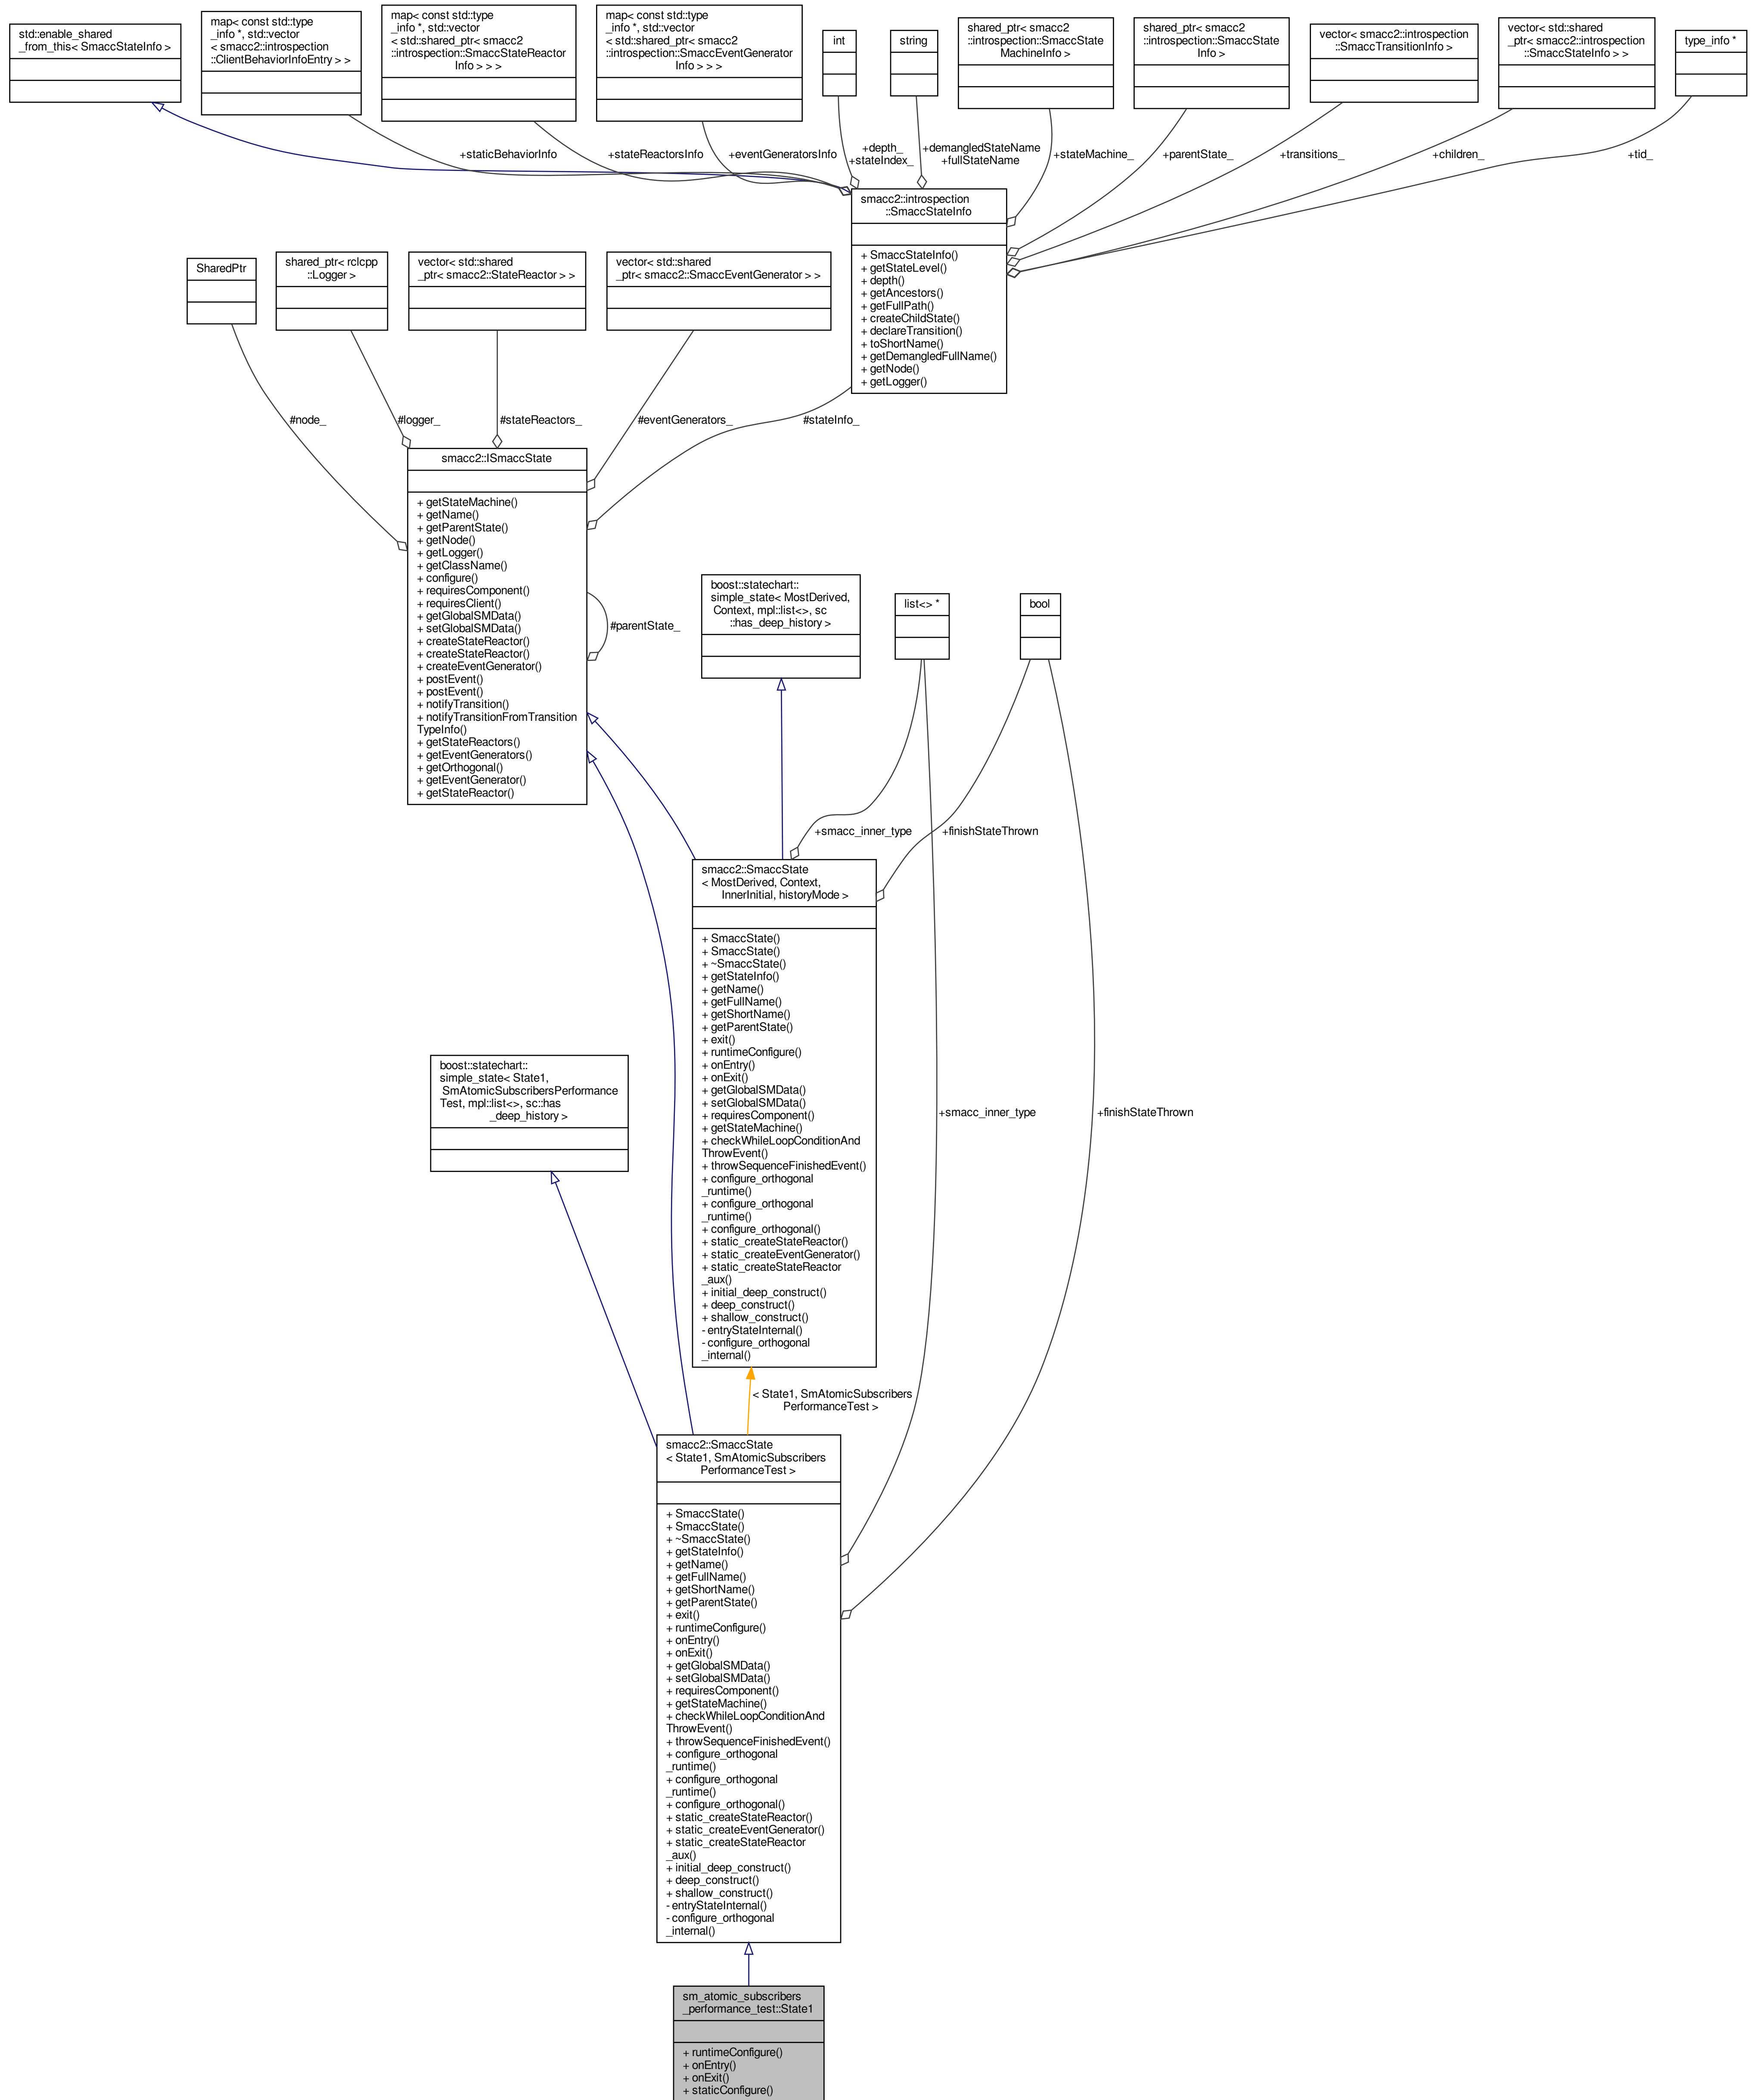 std::enable_shared
_from_this< SmaccStateInfo >
map< const std::type
_info *, std::vector
< smacc2::introspection
::ClientBehaviorInfoEntry > >
map< const std::type
_info *, std::vector
< std::shared_ptr< smacc2
::introspection::SmaccStateReactor
Info > > >
map< const std::type
_info *, std::vector
< std::shared_ptr< smacc2
::introspection::SmaccEventGenerator
Info > > >
int
string
shared_ptr< smacc2
::introspection::SmaccState
MachineInfo >
shared_ptr< smacc2
::introspection::SmaccState
Info >
vector< smacc2::introspection
::SmaccTransitionInfo >
vector< std::shared
_ptr< smacc2::introspection
::SmaccStateInfo > >
type_info *
+staticBehaviorInfo
+stateReactorsInfo
+eventGeneratorsInfo
+depth_
+stateIndex_
+demangledStateName
+fullStateName
+stateMachine_
+parentState_
+transitions_
+children_
+tid_
smacc2::introspection
::SmaccStateInfo
+ SmaccStateInfo()
+ getStateLevel()
+ depth()
+ getAncestors()
+ getFullPath()
+ createChildState()
+ declareTransition()
+ toShortName()
+ getDemangledFullName()
+ getNode()
+ getLogger()
SharedPtr
shared_ptr< rclcpp
::Logger >
vector< std::shared
_ptr< smacc2::StateReactor > >
vector< std::shared
_ptr< smacc2::SmaccEventGenerator > >
#node_
#logger_
#stateReactors_
#eventGenerators_
#stateInfo_
smacc2::ISmaccState
+ getStateMachine()
+ getName()
+ getParentState()
+ getNode()
+ getLogger()
+ getClassName()
+ configure()
+ requiresComponent()
+ requiresClient()
+ getGlobalSMData()
+ setGlobalSMData()
+ createStateReactor()
+ createStateReactor()
+ createEventGenerator()
+ postEvent()
+ postEvent()
+ notifyTransition()
+ notifyTransitionFromTransition
TypeInfo()
+ getStateReactors()
+ getEventGenerators()
+ getOrthogonal()
+ getEventGenerator()
+ getStateReactor()
#parentState_
boost::statechart::
simple_state< MostDerived,
Context, mpl::list<>, sc
::has_deep_history >
list<> *
bool
+smacc_inner_type
+finishStateThrown
smacc2::SmaccState
< MostDerived, Context,
InnerInitial, historyMode >
+ SmaccState()
+ SmaccState()
+ ~SmaccState()
+ getStateInfo()
+ getName()
+ getFullName()
+ getShortName()
+ getParentState()
+ exit()
+ runtimeConfigure()
+ onEntry()
+ onExit()
+ getGlobalSMData()
+ setGlobalSMData()
+ requiresComponent()
+ getStateMachine()
+ checkWhileLoopConditionAnd
ThrowEvent()
+ throwSequenceFinishedEvent()
+ configure_orthogonal
_runtime()
+ configure_orthogonal
_runtime()
+ configure_orthogonal()
+ static_createStateReactor()
+ static_createEventGenerator()
+ static_createStateReactor
_aux()
+ initial_deep_construct()
+ deep_construct()
+ shallow_construct()
- entryStateInternal()
- configure_orthogonal
_internal()
boost::statechart::
simple_state< State1,
SmAtomicSubscribersPerformance
Test, mpl::list<>, sc::has
_deep_history >
+smacc_inner_type
+finishStateThrown
< State1, SmAtomicSubscribers
PerformanceTest >
smacc2::SmaccState
< State1, SmAtomicSubscribers
PerformanceTest >
+ SmaccState()
+ SmaccState()
+ ~SmaccState()
+ getStateInfo()
+ getName()
+ getFullName()
+ getShortName()
+ getParentState()
+ exit()
+ runtimeConfigure()
+ onEntry()
+ onExit()
+ getGlobalSMData()
+ setGlobalSMData()
+ requiresComponent()
+ getStateMachine()
+ checkWhileLoopConditionAnd
ThrowEvent()
+ throwSequenceFinishedEvent()
+ configure_orthogonal
_runtime()
+ configure_orthogonal
_runtime()
+ configure_orthogonal()
+ static_createStateReactor()
+ static_createEventGenerator()
+ static_createStateReactor
_aux()
+ initial_deep_construct()
+ deep_construct()
+ shallow_construct()
- entryStateInternal()
- configure_orthogonal
_internal()
sm_atomic_subscribers
_performance_test::State1
+ runtimeConfigure()
+ onEntry()
+ onExit()
+ staticConfigure()